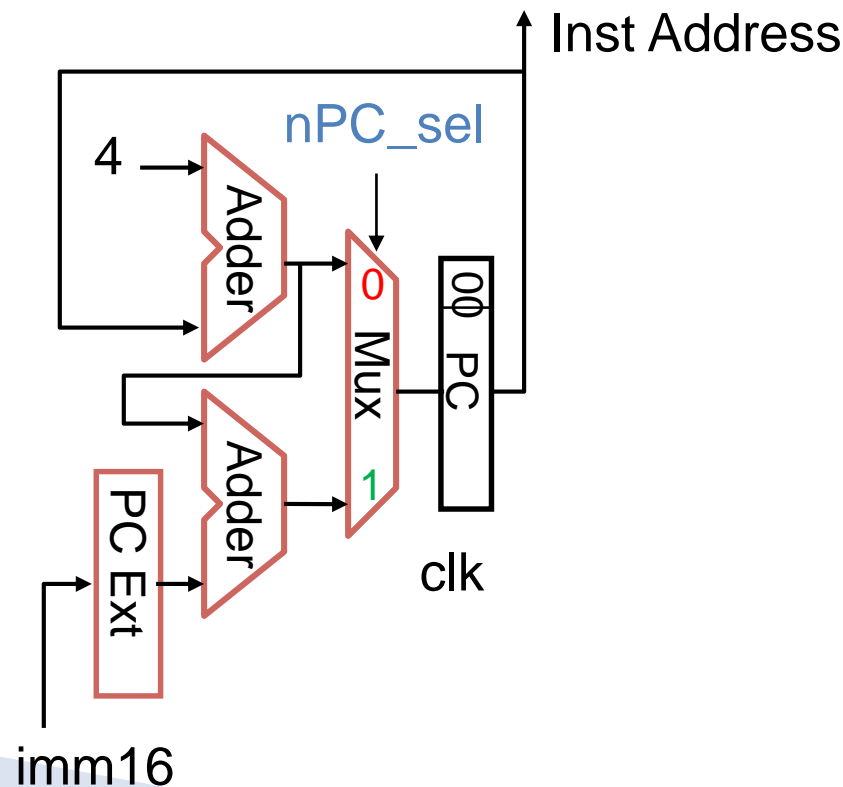 Inst Address
nPC_sel
4
Adder
0
Mux
1
00 PC
Adder
PC Ext
clk
imm16